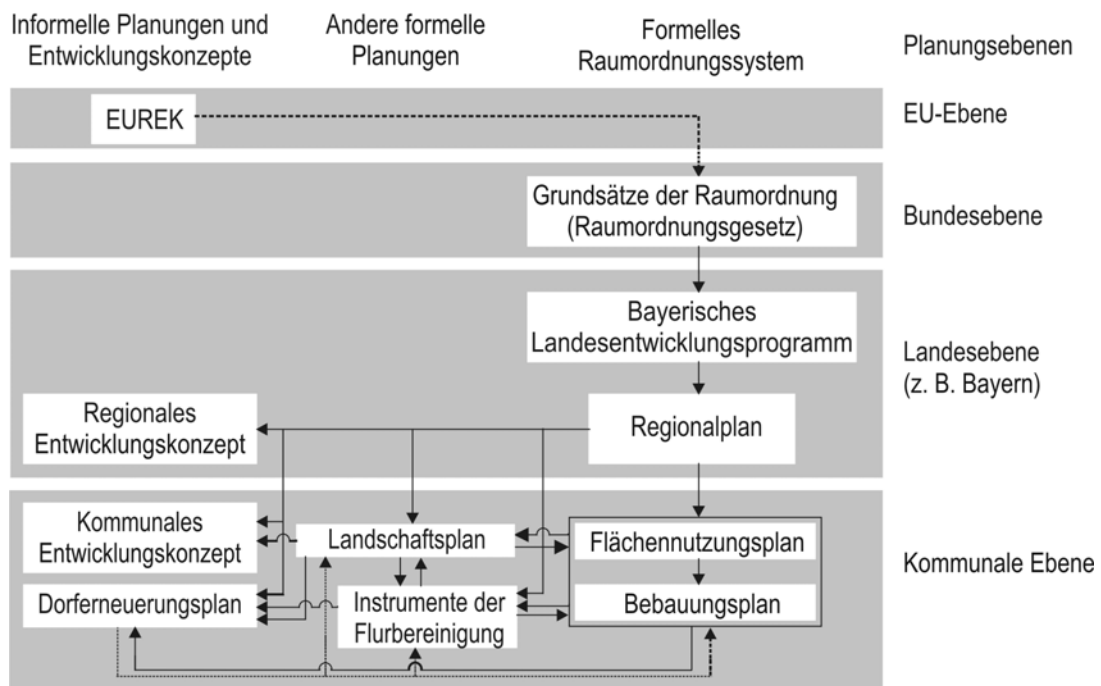 Informelle Planungen und
Entwicklungskonzepte
Andere formelle
Planungen
Formelles
Raumordnungssystem
Planungsebenen
EUREK
EU-Ebene
Grundsätze der Raumordnung
(Raumordnungsgesetz)
Bundesebene
Bayerisches
Landesentwicklungsprogramm
Landesebene
(z. B. Bayern)
Regionales
Entwicklungskonzept
Regionalplan
Kommunales
Entwicklungskonzept
Landschaftsplan
Flächennutzungsplan
Kommunale Ebene
Dorferneuerungsplan
Instrumente der
Flurbereinigung
Bebauungsplan